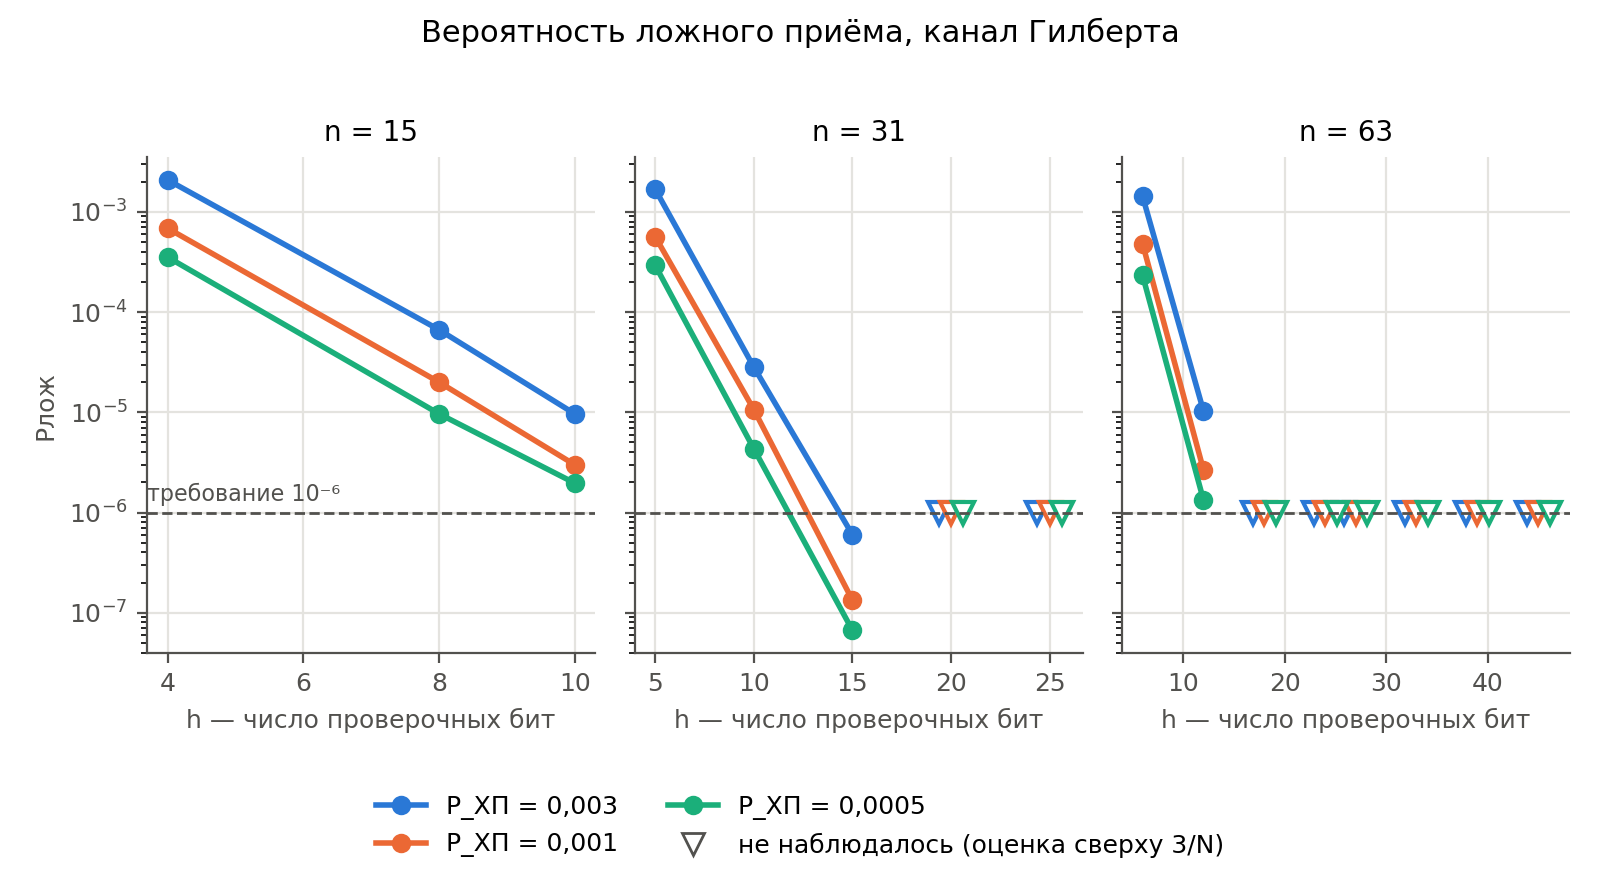 Вероятность ложного приёма, канал Гилберта
n = 15
n = 31
n = 63
Pлож
10⁻³
10⁻⁴
10⁻⁵
10⁻⁶
10⁻⁷
требование 10⁻⁶
4 6 8 10
5 10 15 20 25
10 20 30 40
h — число проверочных бит
h — число проверочных бит
h — число проверочных бит
P_ХП = 0,003
P_ХП = 0,001
P_ХП = 0,0005
не наблюдалось (оценка сверху 3/N)